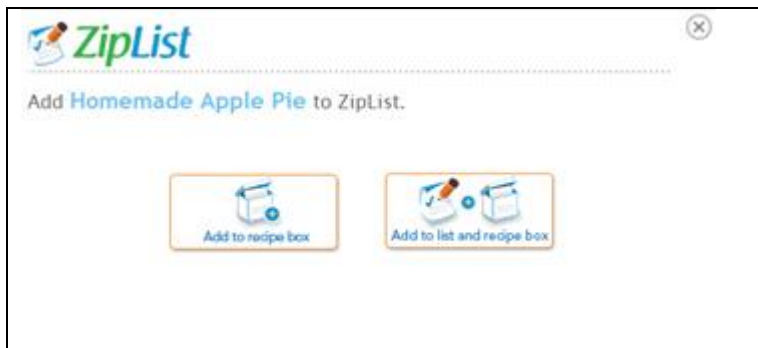 ZipList
Add Homemade Apple Pie to ZipList.
Add to recipe box
Add to list and recipe box